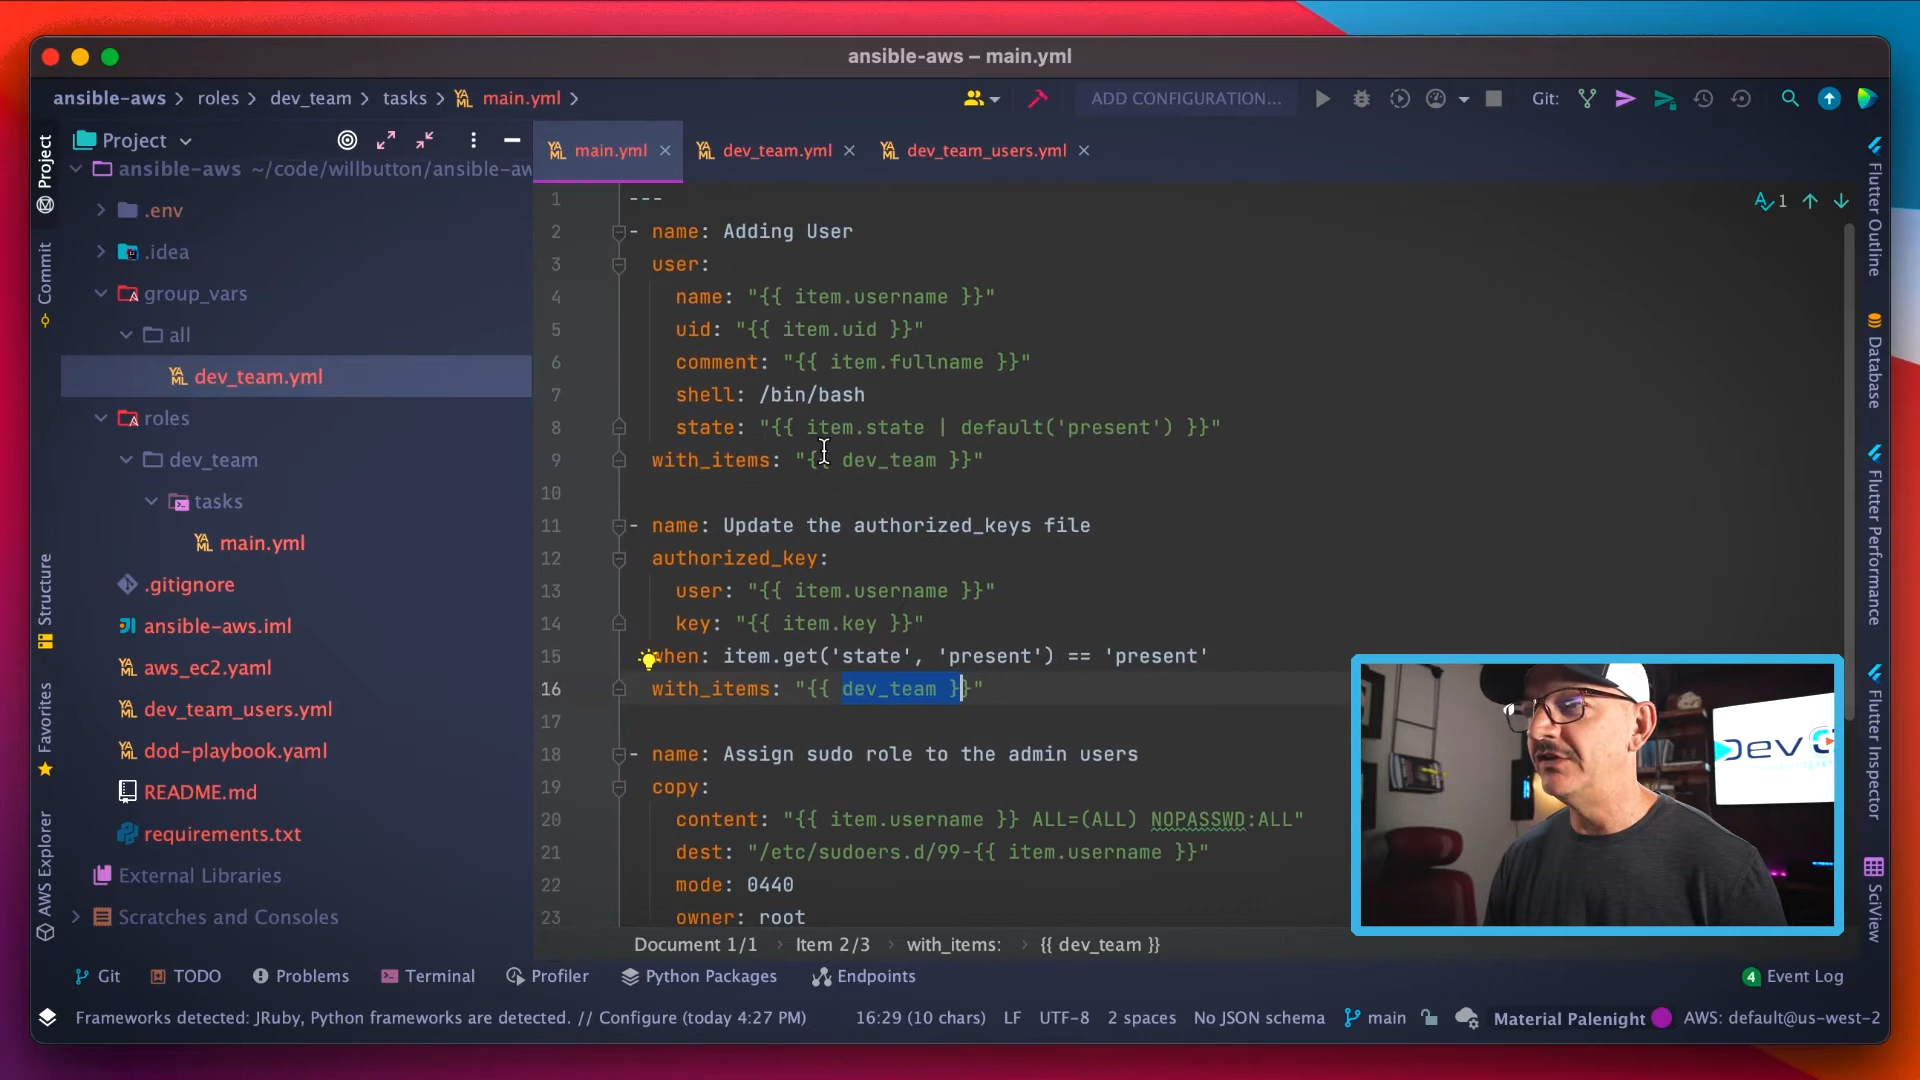 ansible-aws – main.yml
ansible-aws > roles > dev_team > tasks > main.yml >
ADD CONFIGURATION...
Git:
Project
main.yml
dev_team.yml
dev_team_users.yml
ansible-aws ~/code/willbutton/ansible-aw
.env
.idea
group_vars
all
dev_team.yml
roles
dev_team
tasks
main.yml
.gitignore
ansible-aws.iml
aws_ec2.yaml
dev_team_users.yml
dod-playbook.yaml
README.md
requirements.txt
External Libraries
Scratches and Consoles
Project
Commit
Structure
Favorites
AWS Explorer
1 ---
2 - name: Adding User
3 user:
4 name: "{{ item.username }}"
5 uid: "{{ item.uid }}"
6 comment: "{{ item.fullname }}"
7 shell: /bin/bash
8 state: "{{ item.state | default('present') }}"
9 with_items: "{{ dev_team }}"
10
11 - name: Update the authorized_keys file
12 authorized_key:
13 user: "{{ item.username }}"
14 key: "{{ item.key }}"
15 when: item.get('state', 'present') == 'present'
16 with_items: "{{ dev_team }}"
17
18 - name: Assign sudo role to the admin users
19 copy:
20 content: "{{ item.username }} ALL=(ALL) NOPASSWD:ALL"
21 dest: "/etc/sudoers.d/99-{{ item.username }}"
22 mode: 0440
23 owner: root
1
Flutter Outline
Database
Flutter Performance
Flutter Inspector
SciView
Document 1/1 > Item 2/3 > with_items: > {{ dev_team }}
Git
TODO
Problems
Terminal
Profiler
Python Packages
Endpoints
4 Event Log
Frameworks detected: JRuby, Python frameworks are detected. // Configure (today 4:27 PM)
16:29 (10 chars)
LF
UTF-8
2 spaces
No JSON schema
main
Material Palenight
AWS: default@us-west-2